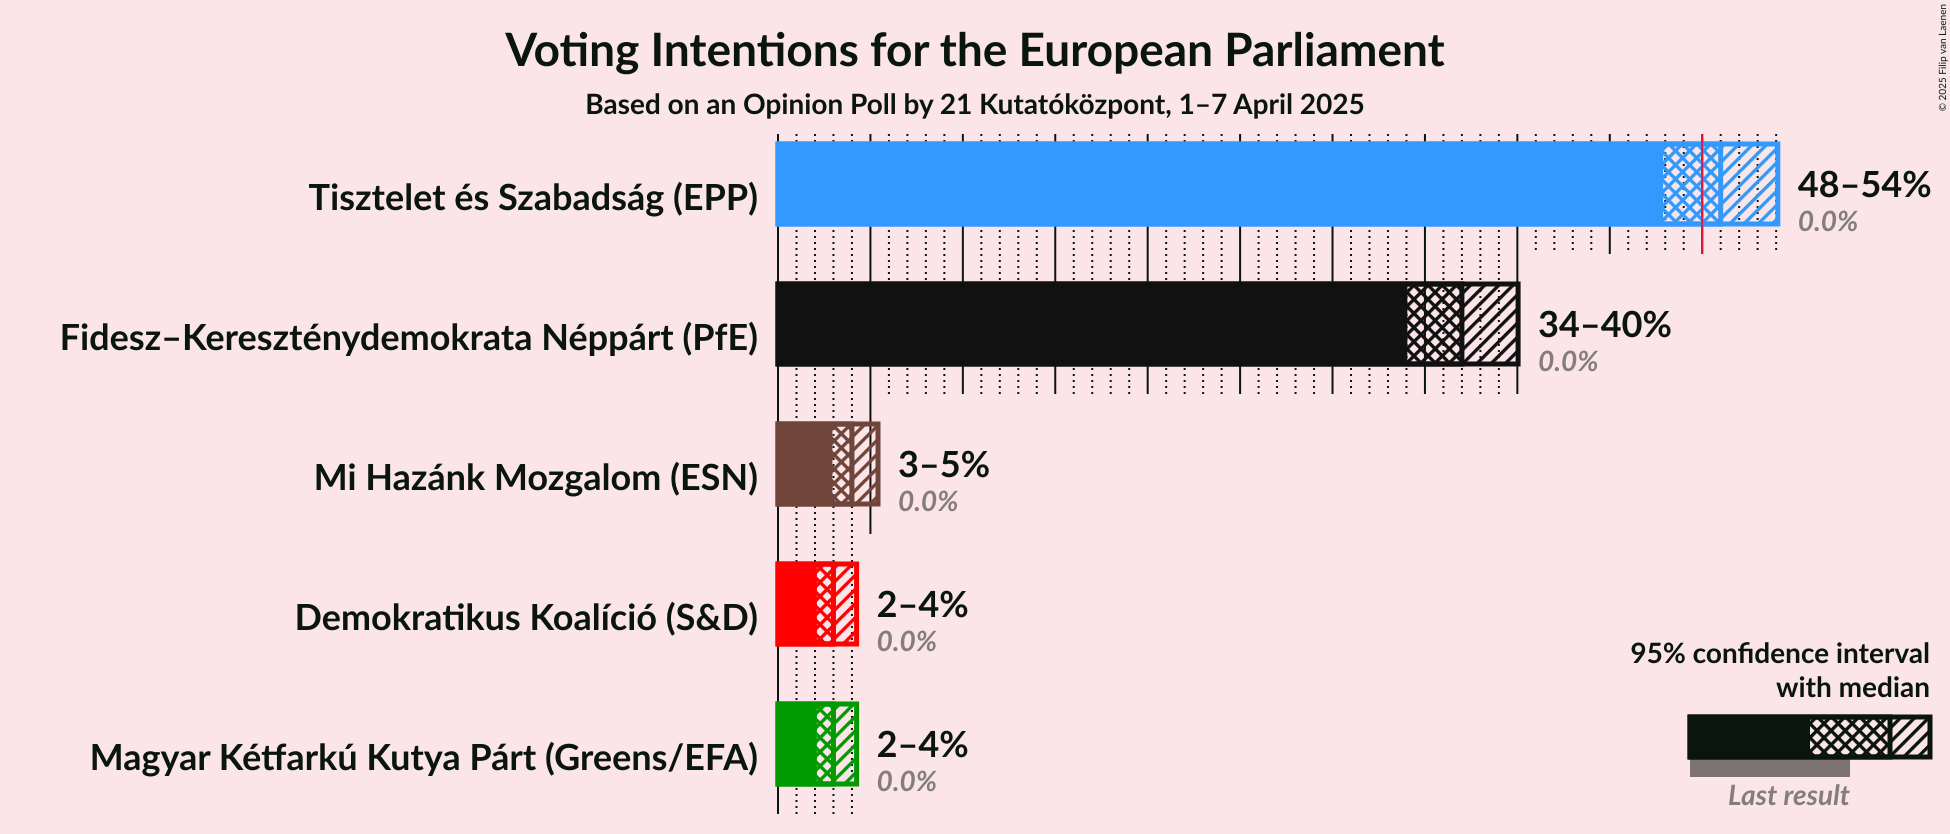 Voting Intentions for the European Parliament
Based on an Opinion Poll by 21 Kutatóközpont, 1–7 April 2025
© 2025 Filip van Laenen
Tisztelet és Szabadság (EPP)
48–54%
0.0%
Fidesz–Kereszténydemokrata Néppárt (PfE)
34–40%
0.0%
Mi Hazánk Mozgalom (ESN)
3–5%
0.0%
Demokratikus Koalíció (S&D)
2–4%
0.0%
Magyar Kétfarkú Kutya Párt (Greens/EFA)
2–4%
0.0%
95% confidence interval
with median
Last result